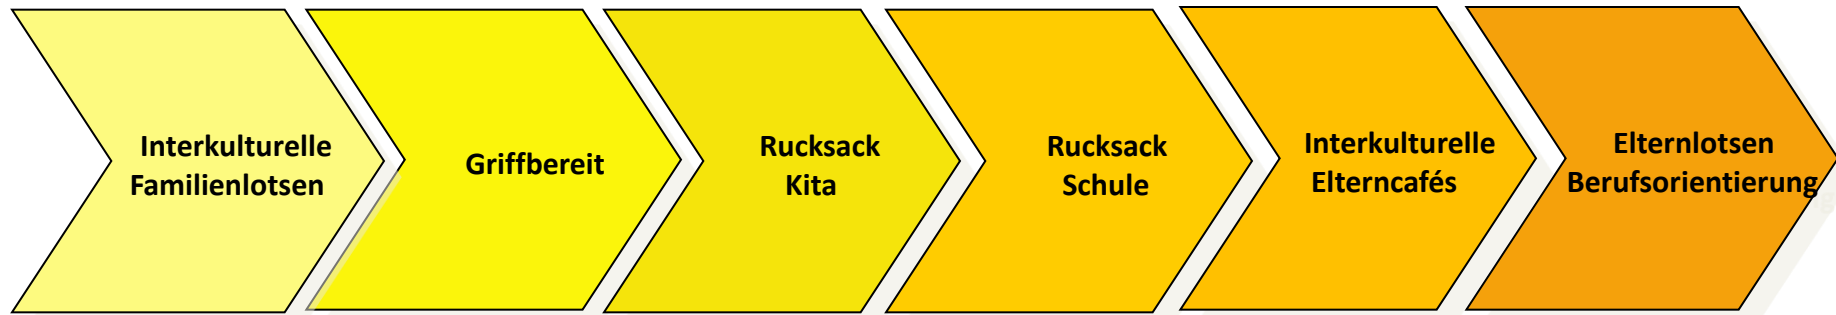 Interkulturelle
Familienlotsen
Griffbereit
Rucksack
Kita
Rucksack
Schule
Interkulturelle
Elterncafés
Elternlotsen
Berufsorientierung